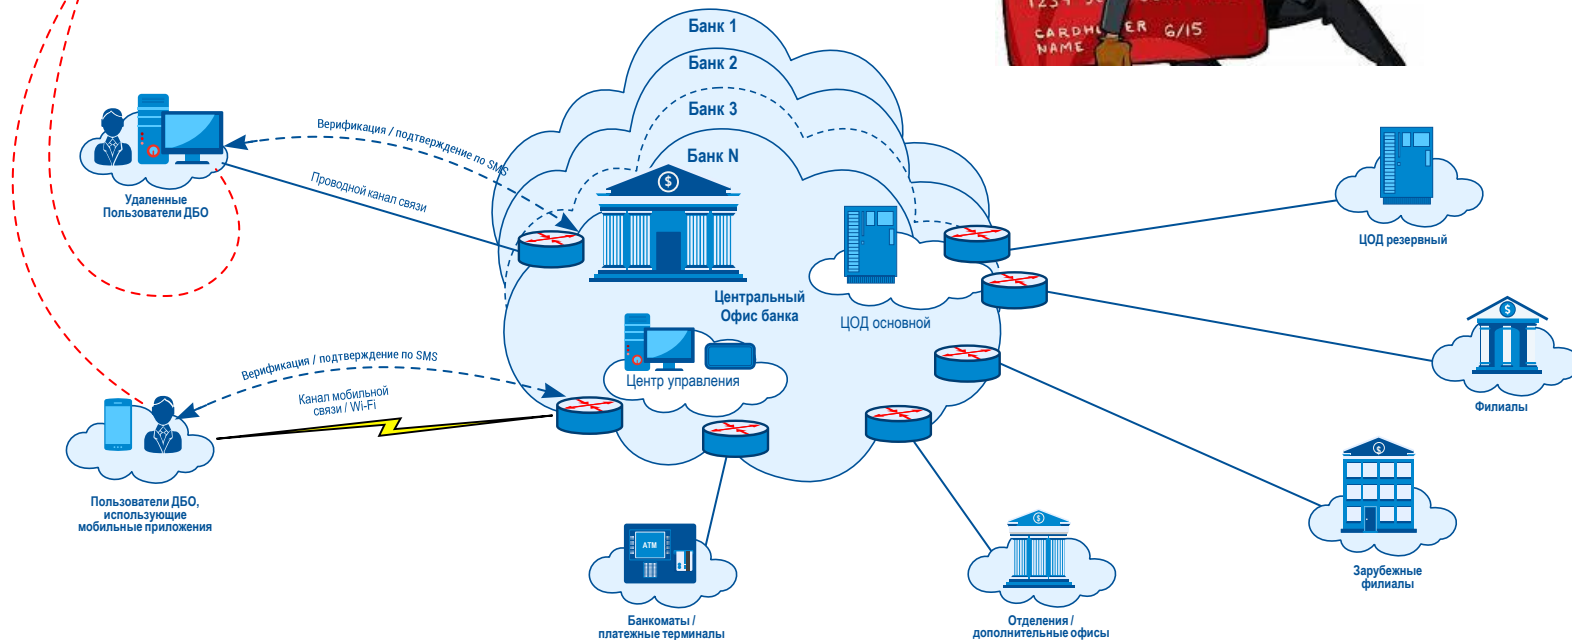 Банк 1
Банк 2
Банк 3
Банк N
$
CARDHOLDER 6/15
NAME
Верификация / подтверждение по SMS
Проводной канал связи
Удаленные
Пользователи ДБО
ЦОД резервный
Центральный
Офис банка
ЦОД основной
$
Филиалы
Центр управления
Верификация / подтверждение по SMS
Канал мобильной
связи / Wi-Fi
Пользователи ДБО,
использующие
мобильные приложения
$
Зарубежные
филиалы
ATM
Банкоматы /
платежные терминалы
$
Отделения /
дополнительные офисы